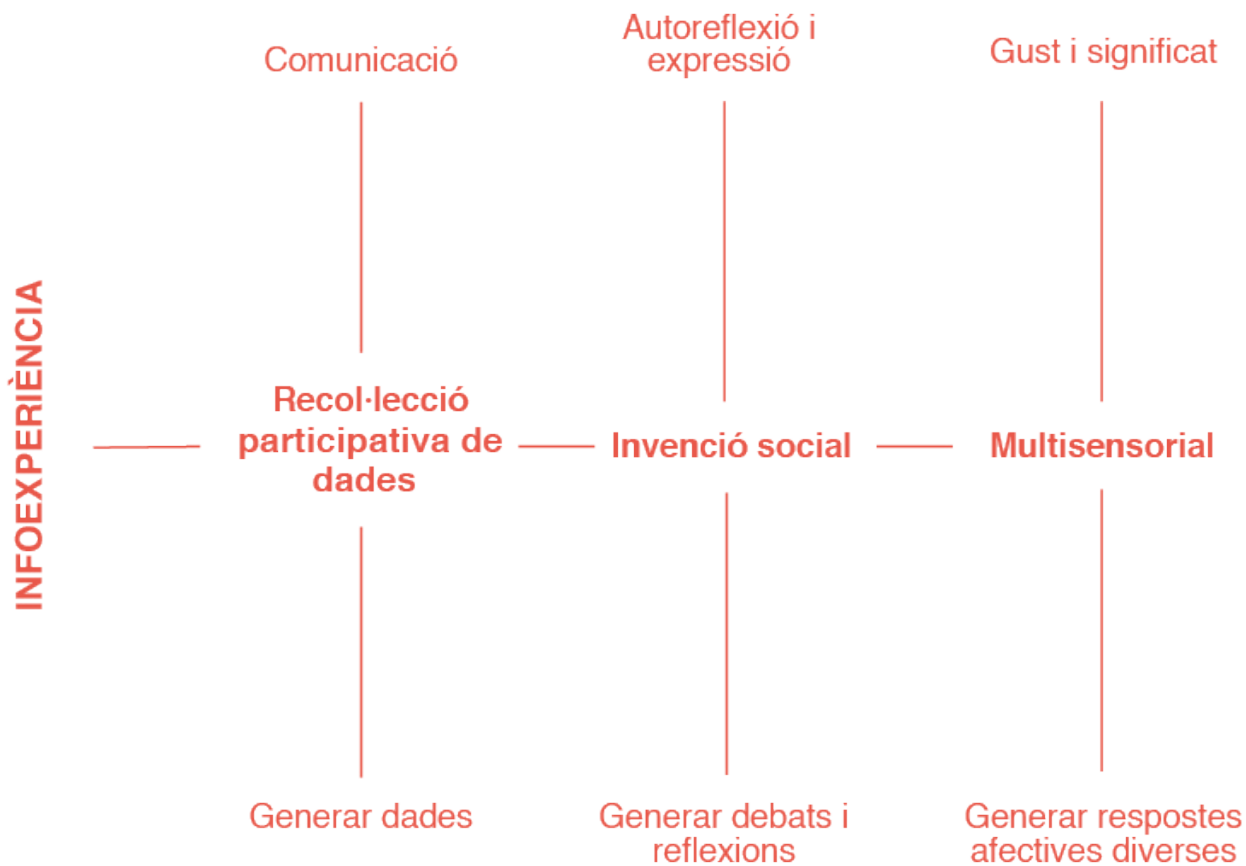 Comunicació
Autoreflexió i
expressió
Gust i significat
INFOEXPERIÈNCIA
Recol·lecció
participativa de
dades
Invenció social
Multisensorial
Generar dades
Generar debats i
reflexions
Generar respostes
afectives diverses